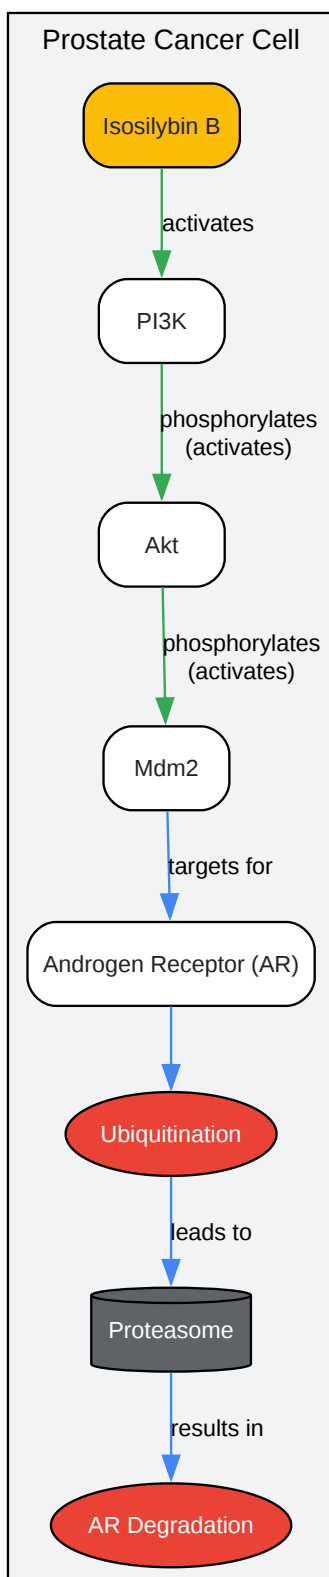 Prostate Cancer Cell
Isosilybin B
activates
PI3K
phosphorylates
(activates)
Akt
phosphorylates
(activates)
Mdm2
targets for
Androgen Receptor (AR)
Ubiquitination
leads to
Proteasome
results in
AR Degradation